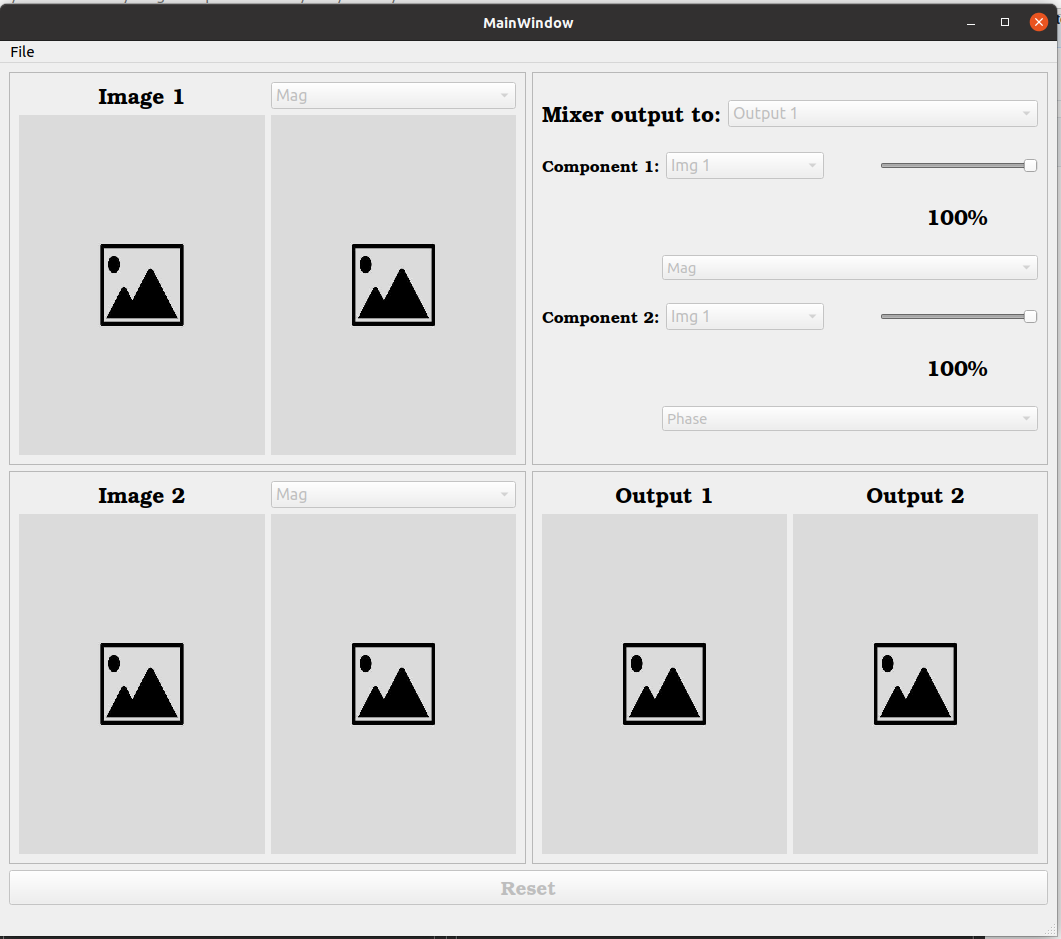 MainWindow
File
Image 1
Mag
Mixer output to:
Output 1
Component 1:
Img 1
100%
Mag
Component 2:
Img 1
100%
Phase
Image 2
Mag
Output 1
Output 2
Reset